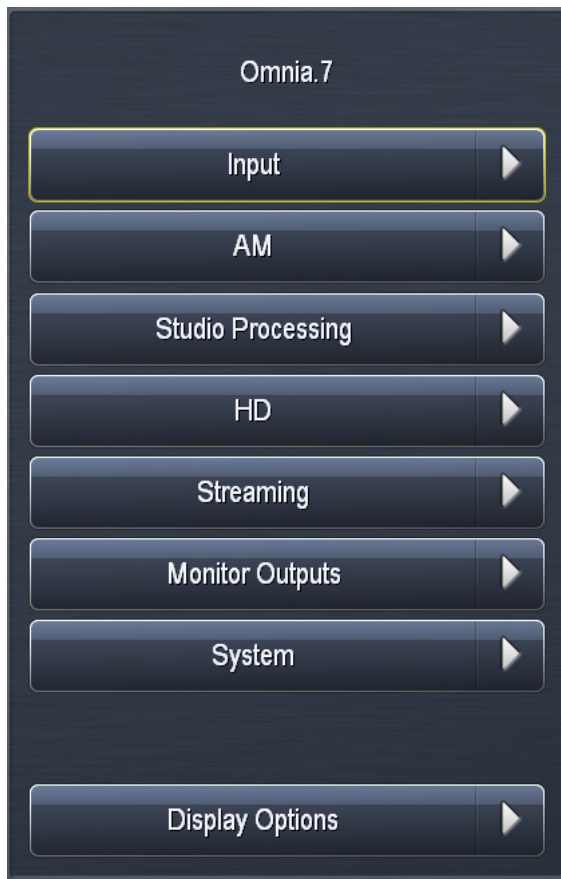 Omnia.7
Input
AM
Studio Processing
HD
Streaming
Monitor Outputs
System
Display Options